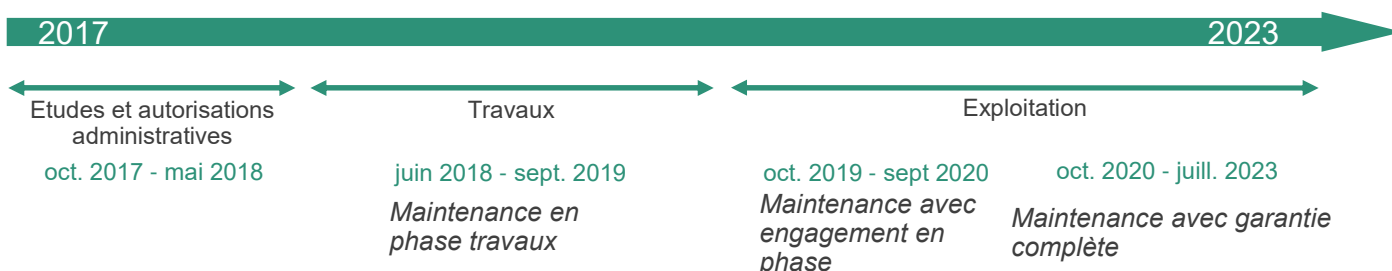 2017
2023
Etudes et autorisations
administratives
oct. 2017 - mai 2018
Travaux
juin 2018 - sept. 2019
Maintenance en
phase travaux
Exploitation
oct. 2019 - sept 2020
Maintenance avec
engagement en
phase
oct. 2020 - juill. 2023
Maintenance avec garantie
complète